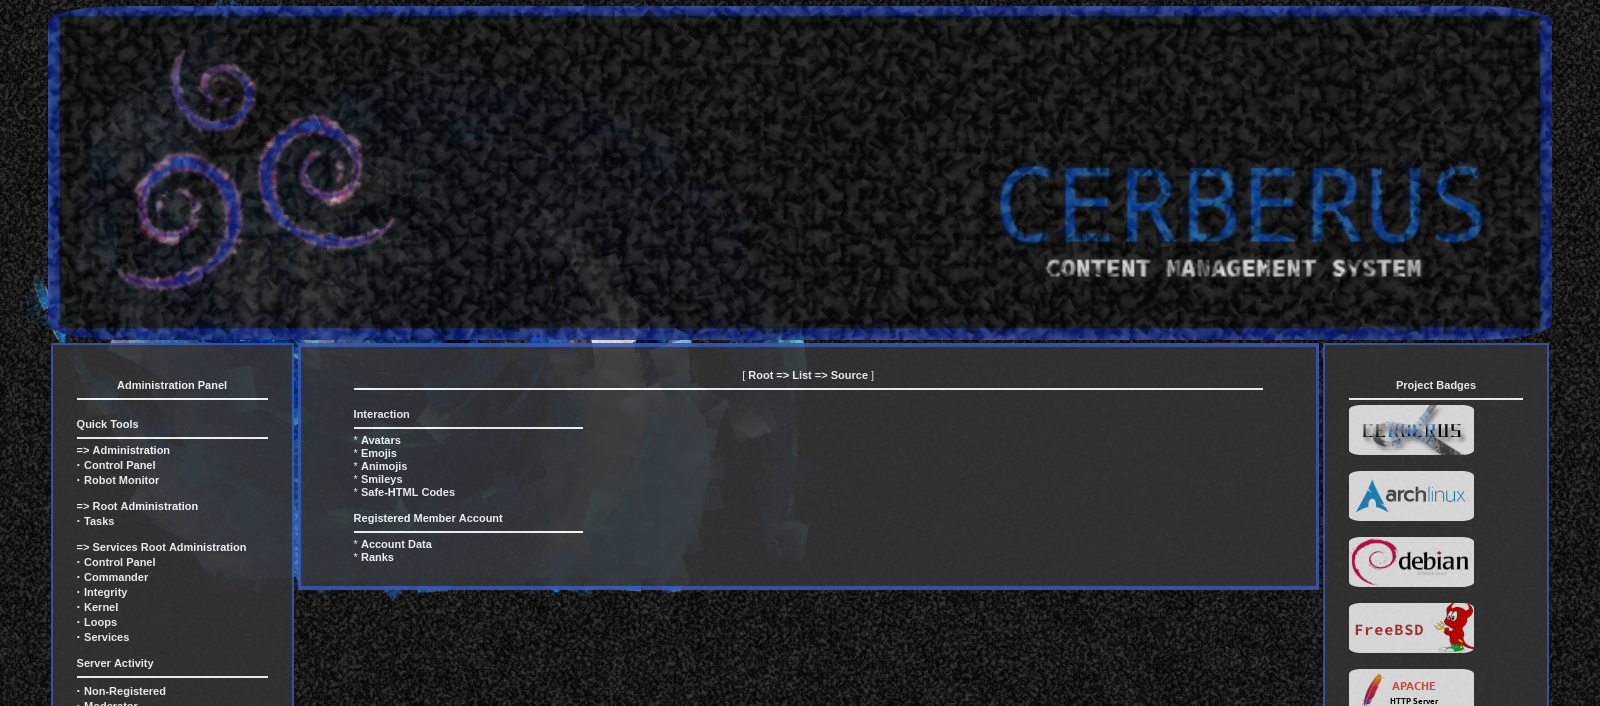 CERBERUS
CONTENT MANAGEMENT SYSTEM
Administration Panel
Quick Tools
=> Administration
· Control Panel
· Robot Monitor
=> Root Administration
· Tasks
=> Services Root Administration
· Control Panel
· Commander
· Integrity
· Kernel
· Loops
· Services
Server Activity
· Non-Registered
· Moderator
[ Root => List => Source ]
Interaction
* Avatars
* Emojis
* Animojis
* Smileys
* Safe-HTML Codes
Registered Member Account
* Account Data
* Ranks
Project Badges
CERBERUS
archlinux
debian
FreeBSD
APACHE
HTTP Server